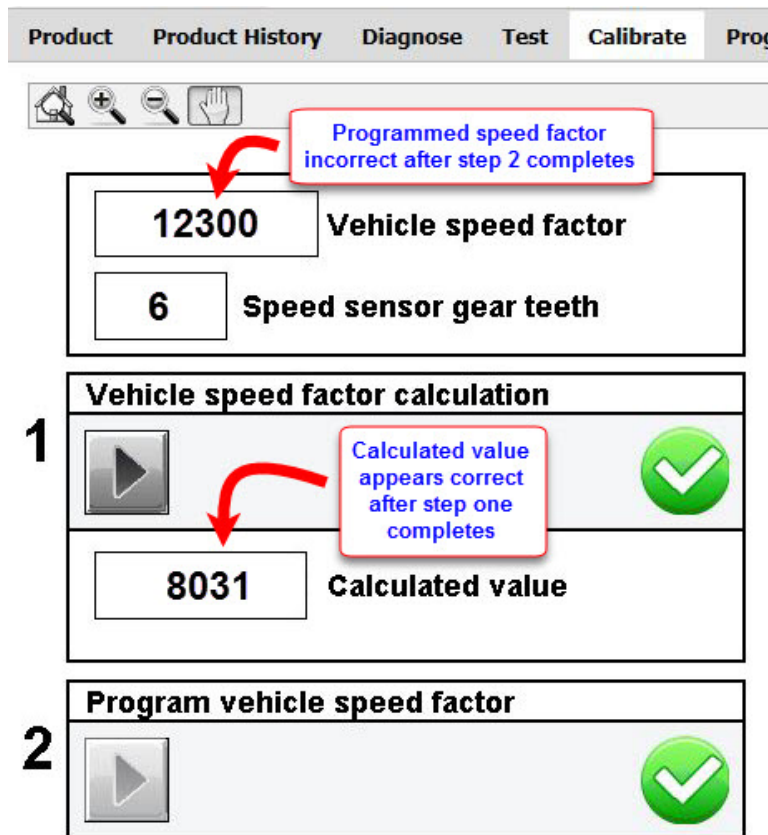 Product Product History Diagnose Test Calibrate Prog
Programmed speed factor
incorrect after step 2 completes
12300 Vehicle speed factor
6 Speed sensor gear teeth
Vehicle speed factor calculation
1
Calculated value
appears correct
after step one
completes
8031 Calculated value
Program vehicle speed factor
2